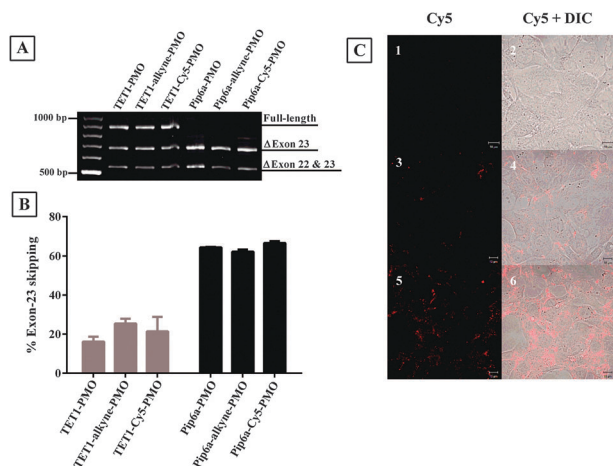 A
TET1-PMO
TET1-alkyne-PMO
TET1-Cy5-PMO
Pip6a-PMO
Pip6a-alkyne-PMO
Pip6a-Cy5-PMO
1000 bp
500 bp
Full-length
ΔExon 23
ΔExon 22 & 23
B
% Exon-23 skipping
80
60
40
20
0
TET1-PMO
TET1-alkyne-PMO
TET1-Cy5-PMO
Pip6a-PMO
Pip6a-alkyne-PMO
Pip6a-Cy5-PMO
C
Cy5
Cy5 + DIC
1
2
3
4
5
6